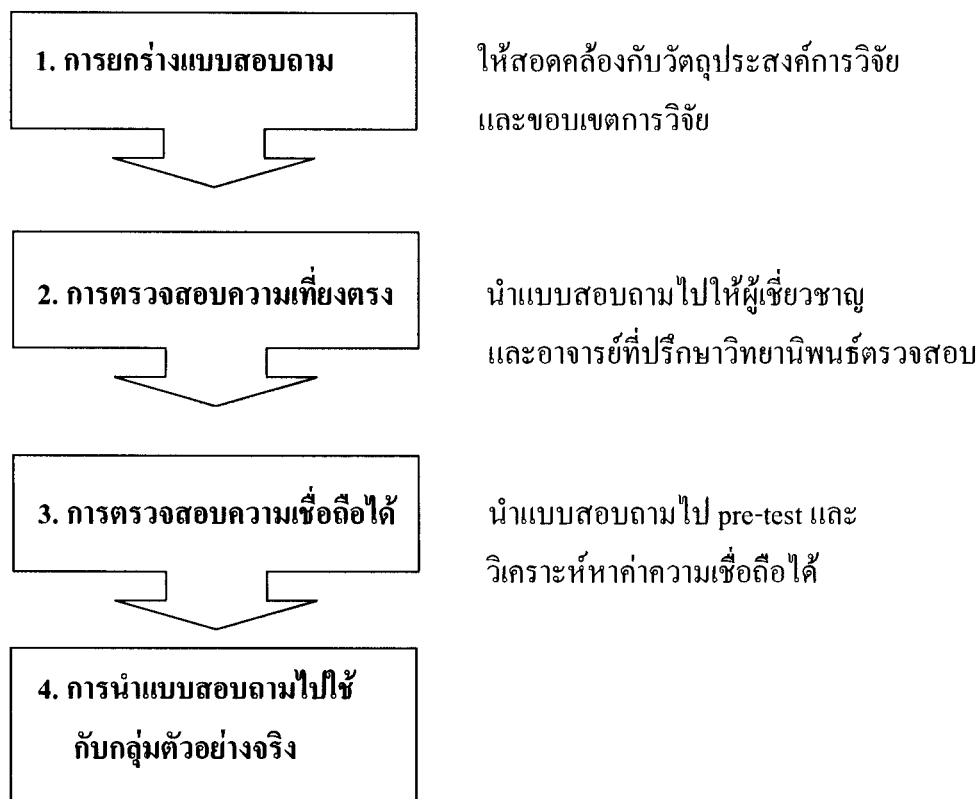 1. การยกร่างแบบสอบถาม
ให้สอดคล้องกับวัตถุประสงค์การวิจัย
และขอบเขตการวิจัย
2. การตรวจสอบความเที่ยงตรง
นำแบบสอบถามไปให้ผู้เชี่ยวชาญ
และอาจารย์ที่ปรึกษาวิทยานิพนธ์ตรวจสอบ
3. การตรวจสอบความเชื่อถือได้
นำแบบสอบถามไป pre-test และ
วิเคราะห์หาค่าความเชื่อถือได้
4. การนำแบบสอบถามไปใช้
กับกลุ่มตัวอย่างจริง